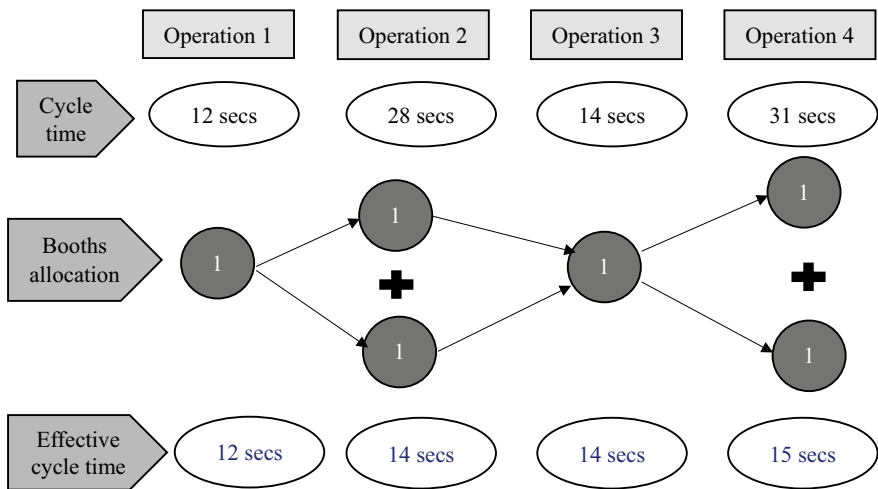 Operation 1
Operation 2
Operation 3
Operation 4
Cycle
time
12 secs
28 secs
14 secs
31 secs
Booths
allocation
1
1
1
1
1
1
Effective
cycle time
12 secs
14 secs
14 secs
15 secs